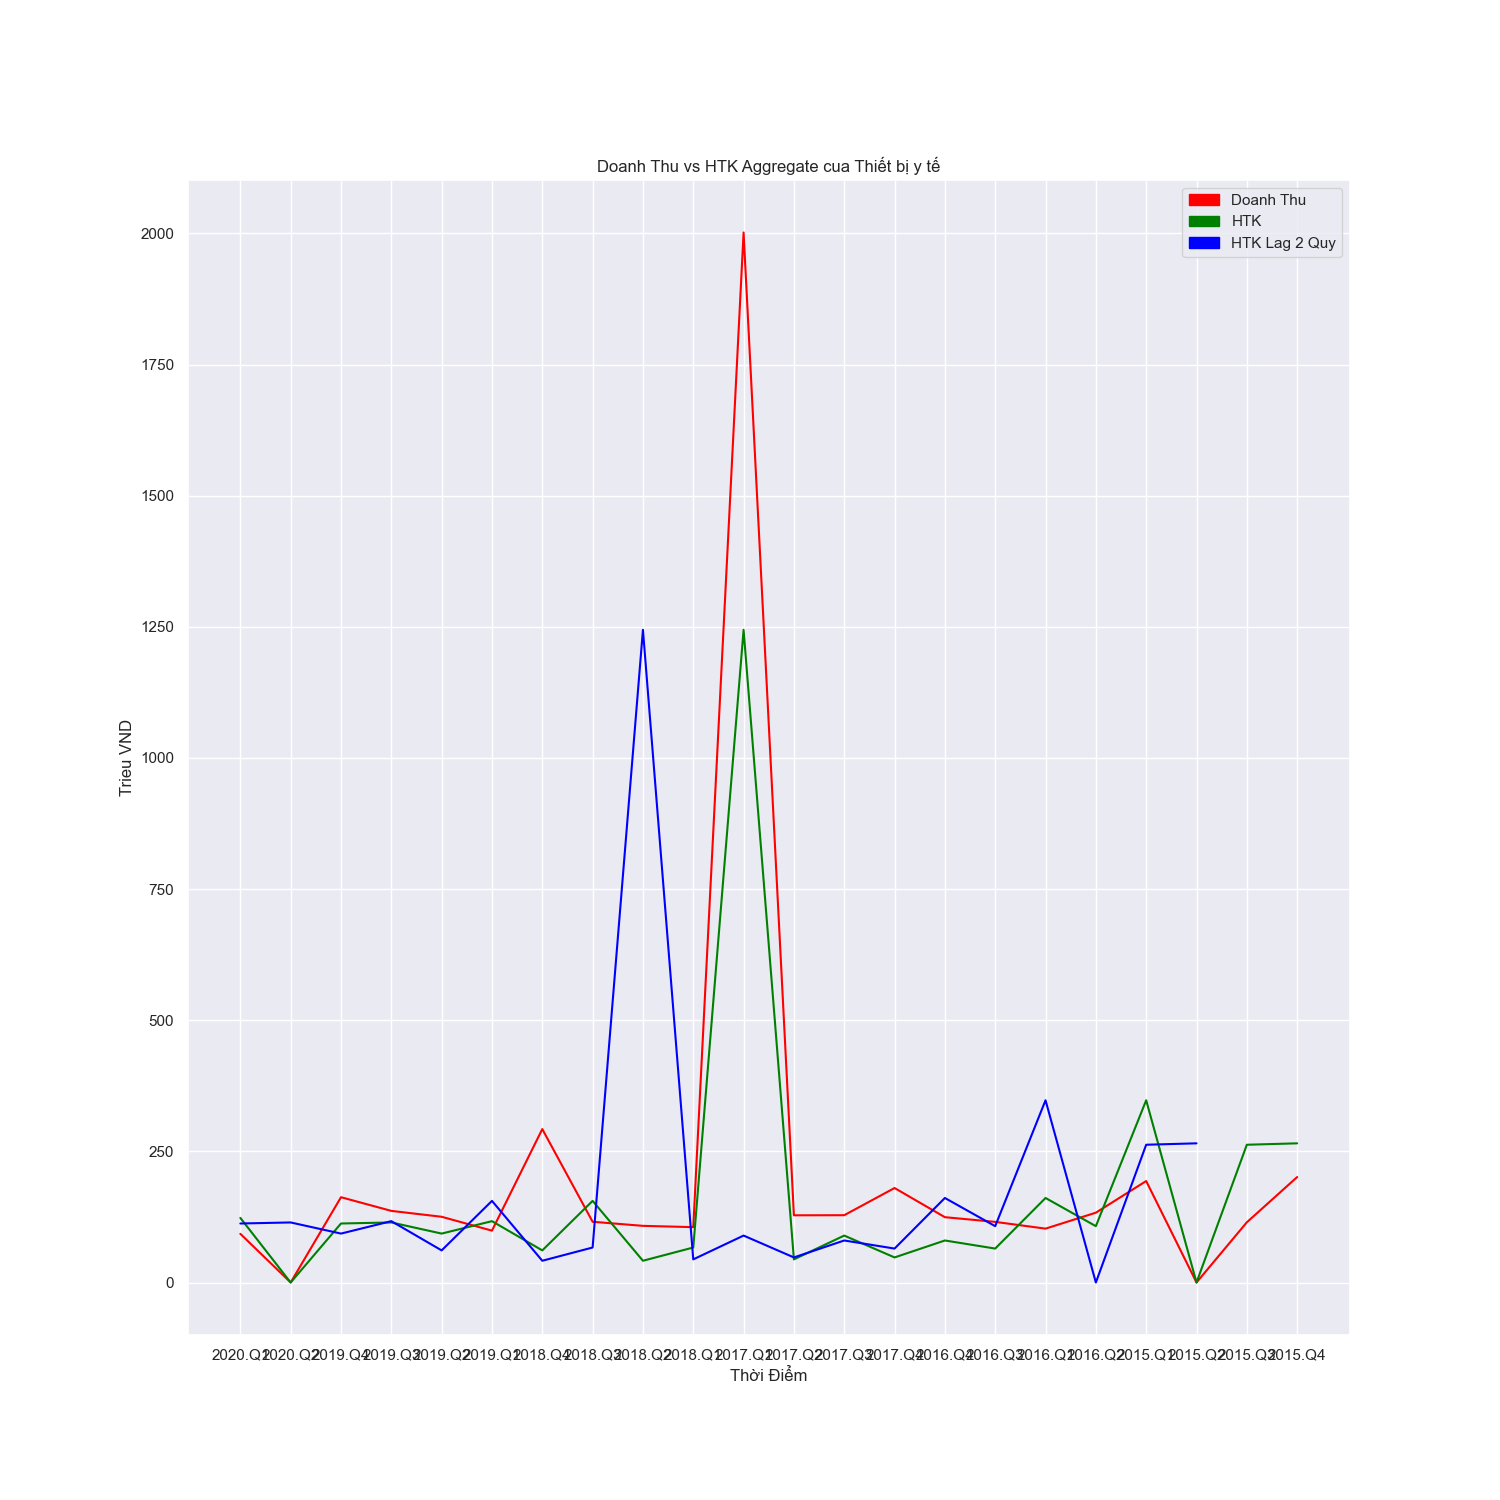 Doanh Thu vs HTK Aggregate cua Thiết bị y tế
Doanh Thu
HTK
HTK Lag 2 Quy
2000
1750
1500
1250
1000
750
500
250
0
Trieu VND
2020.Q1 2020.Q2 2019.Q4 2019.Q3 2019.Q2 2019.Q1 2018.Q4 2018.Q3 2018.Q2 2018.Q1 2017.Q1 2017.Q2 2017.Q3 2017.Q4 2016.Q4 2016.Q3 2016.Q1 2016.Q2 2015.Q1 2015.Q2 2015.Q3 2015.Q4
Thời Điểm